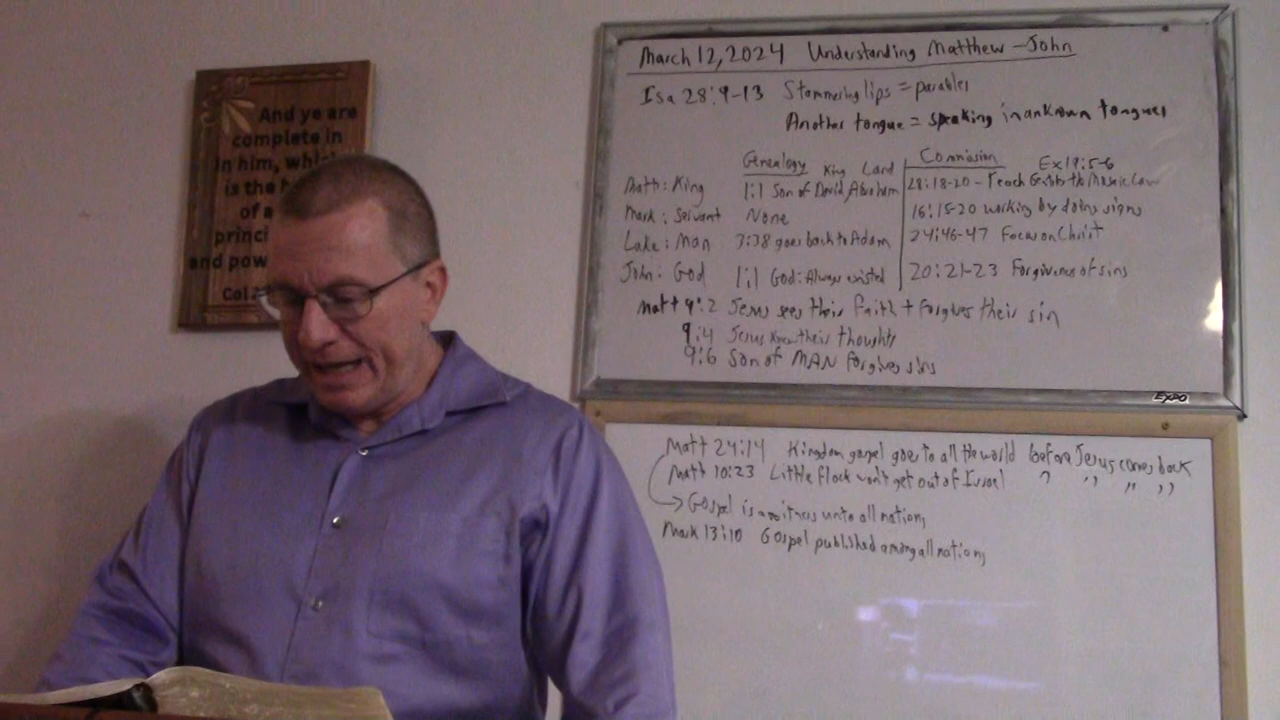 And ye are
complete in
in him, which
is the h
of a
princi
and pow
Col 2
March 12, 2024 Understanding Matthew - John
Isa 28:9-13 Stammering lips = parables
Another tongue = speaking in unknown tongues
Genealogy King Land Commission Ex 19:5-6
Matt: King 1:1 Son of David, Abraham 28:18-20 - Teach Gentiles the Mosaic Law
Mark: Servant None 16:15-20 working by doing signs
Luke: Man 3:38 goes back to Adam 24:46-47 Focus on Christ
John: God 1:1 God: Always existed 20:21-23 Forgiveness of sins
Matt 9:2 Jesus sees their faith + forgives their sin
9:4 Jesus knew their thoughts
9:6 Son of MAN forgives sins
EXPO
Matt 24:14 Kingdom gospel goes to all the world before Jesus comes back
Matt 10:23 Little flock won't get out of Israel " " " "
→ Gospel is a witness unto all nations
Mark 13:10 Gospel published among all nations